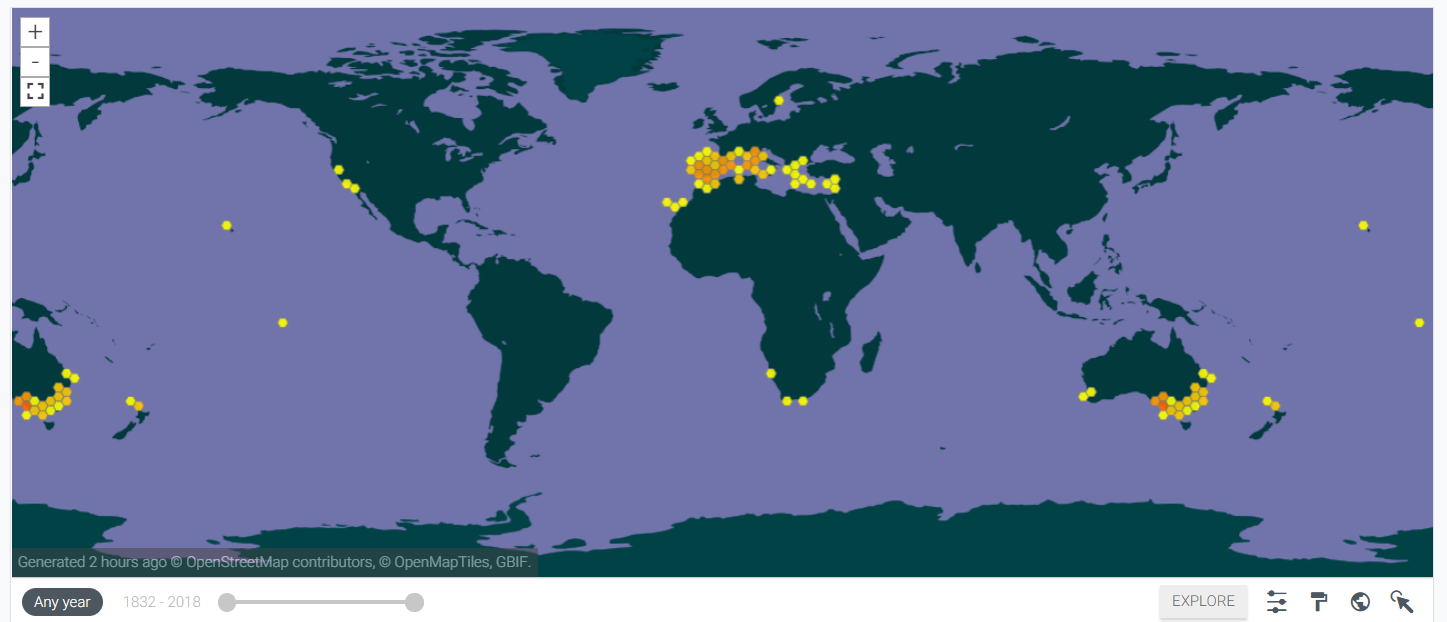 +
-
Generated 2 hours ago © OpenStreetMap contributors, © OpenMapTiles, GBIF.
Any year 1832 - 2018 EXPLORE